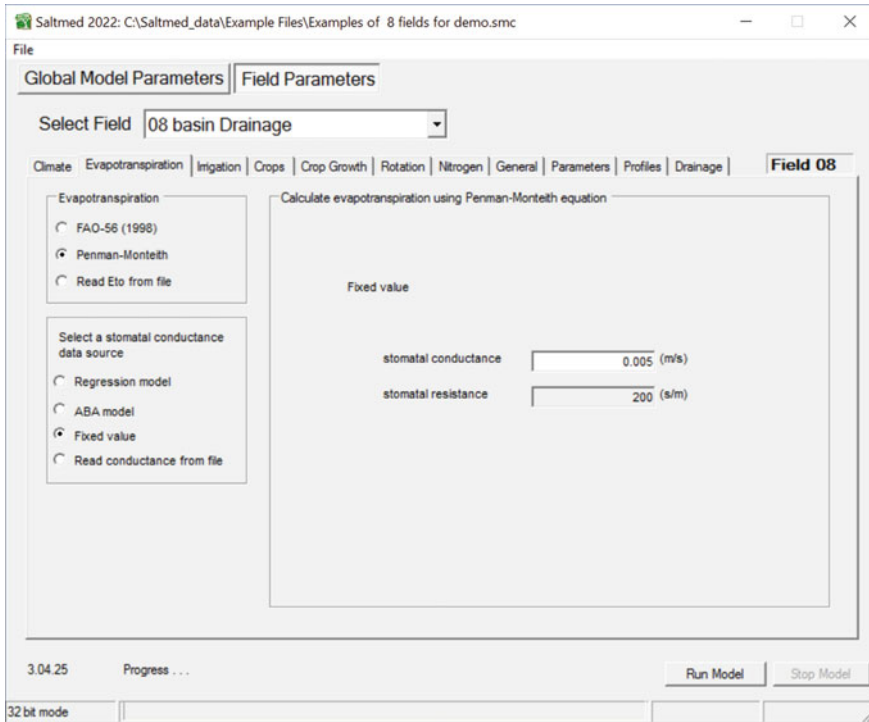 Saltmed 2022: C:\Saltmed_data\Example Files\Examples of  8 fields for demo.smc
File
Global Model Parameters Field Parameters
Select Field 08 basin Drainage
Climate Evapotranspiration Irrigation Crops Crop Growth Rotation Nitrogen General Parameters Profiles Drainage Field 08
Evapotranspiration
FAO-56 (1998)
Penman-Monteith
Read Eto from file
Select a stomatal conductance
data source
Regression model
ABA model
Fixed value
Read conductance from file
Calculate evapotranspiration using Penman-Monteith equation
Fixed value
stomatal conductance 0.005 (m/s)
stomatal resistance 200 (s/m)
3.04.25 Progress . . .
Run Model Stop Model
32 bit mode